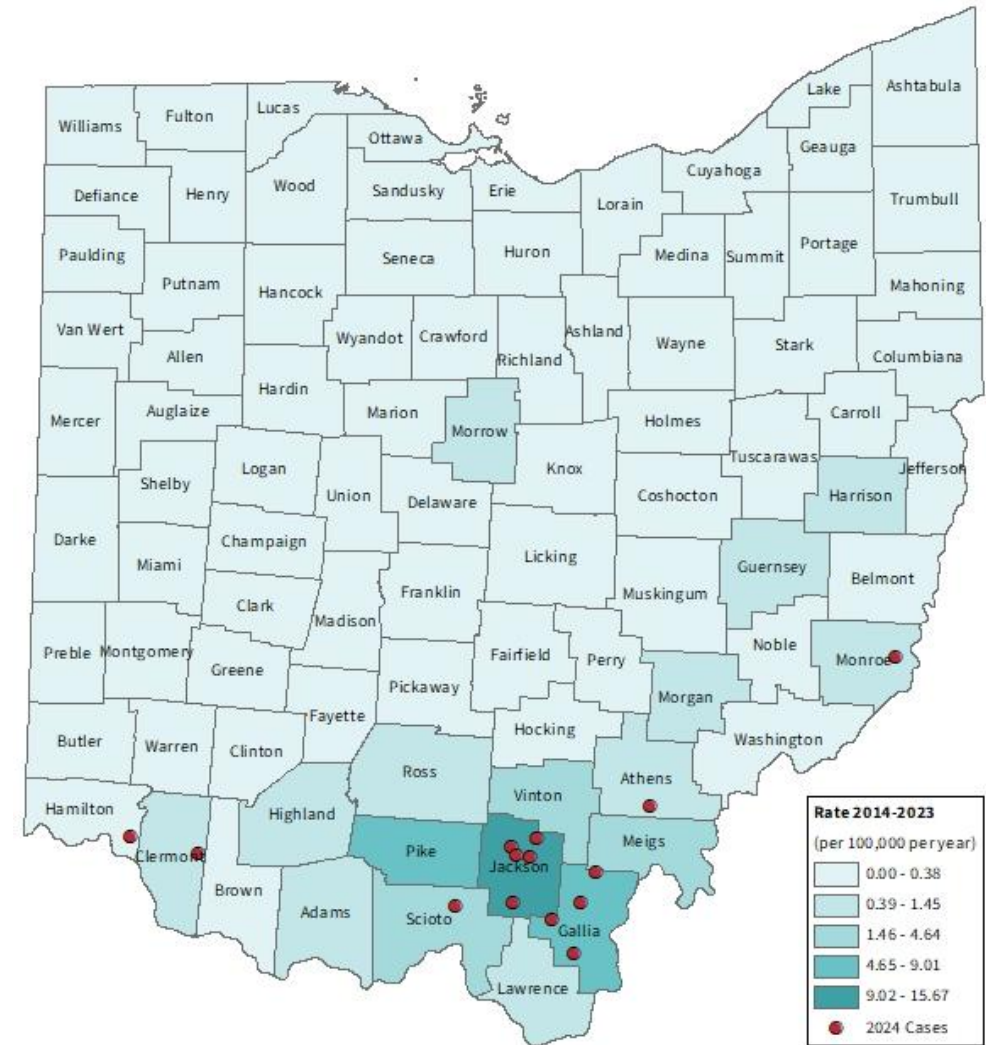 Lake
Ashtabula
Williams
Fulton
Lucas
Ottawa
Geauga
Cuyahoga
Defiance
Henry
Wood
Sandusky
Erie
Lorain
Trumbull
Paulding
Seneca
Huron
Medina
Summit
Portage
Putnam
Hancock
Mahoning
Van Wert
Allen
Wyandot
Crawford
Richland
Ashland
Wayne
Stark
Columbiana
Hardin
Mercer
Auglaize
Marion
Morrow
Holmes
Carroll
Logan
Knox
Tuscarawas
Jefferson
Shelby
Union
Delaware
Coshocton
Harrison
Darke
Champaign
Miami
Licking
Guernsey
Belmont
Clark
Franklin
Muskingum
Madison
Preble
Montgomery
Greene
Fairfield
Perry
Noble
Monroe
Pickaway
Morgan
Fayette
Butler
Warren
Clinton
Hocking
Washington
Ross
Athens
Hamilton
Highland
Vinton
Clermont
Pike
Jackson
Meigs
Brown
Adams
Scioto
Gallia
Lawrence
Rate 2014-2023
(per 100,000 per year)
0.00 - 0.38
0.39 - 1.45
1.46 - 4.64
4.65 - 9.01
9.02 - 15.67
2024 Cases